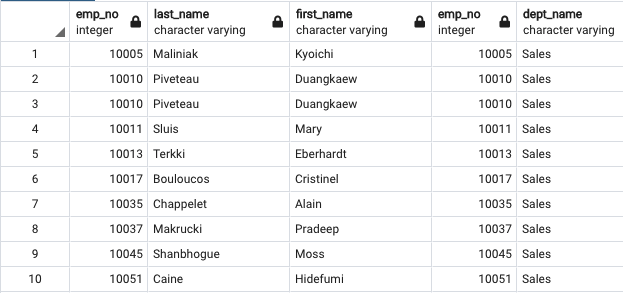 emp_no last_name first_name emp_no dept_name
integer character varying character varying integer character varying
1 10005 Maliniak Kyoichi 10005 Sales
2 10010 Piveteau Duangkaew 10010 Sales
3 10010 Piveteau Duangkaew 10010 Sales
4 10011 Sluis Mary 10011 Sales
5 10013 Terkki Eberhardt 10013 Sales
6 10017 Bouloucos Cristinel 10017 Sales
7 10035 Chappelet Alain 10035 Sales
8 10037 Makrucki Pradeep 10037 Sales
9 10045 Shanbhogue Moss 10045 Sales
10 10051 Caine Hidefumi 10051 Sales